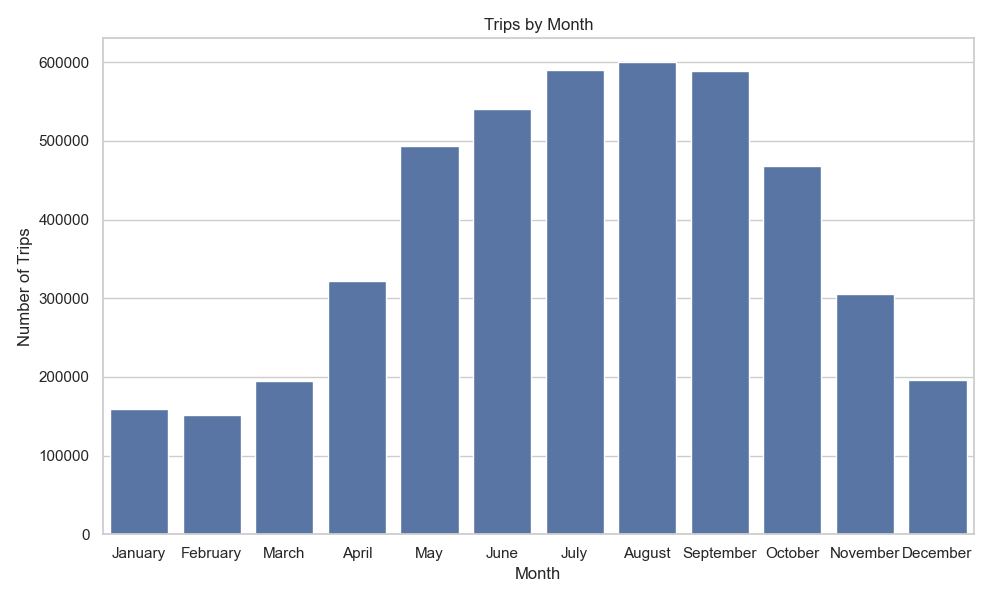 Trips by Month
Number of Trips
600000
500000
400000
300000
200000
100000
0
January February March April May June July August September October November December
Month